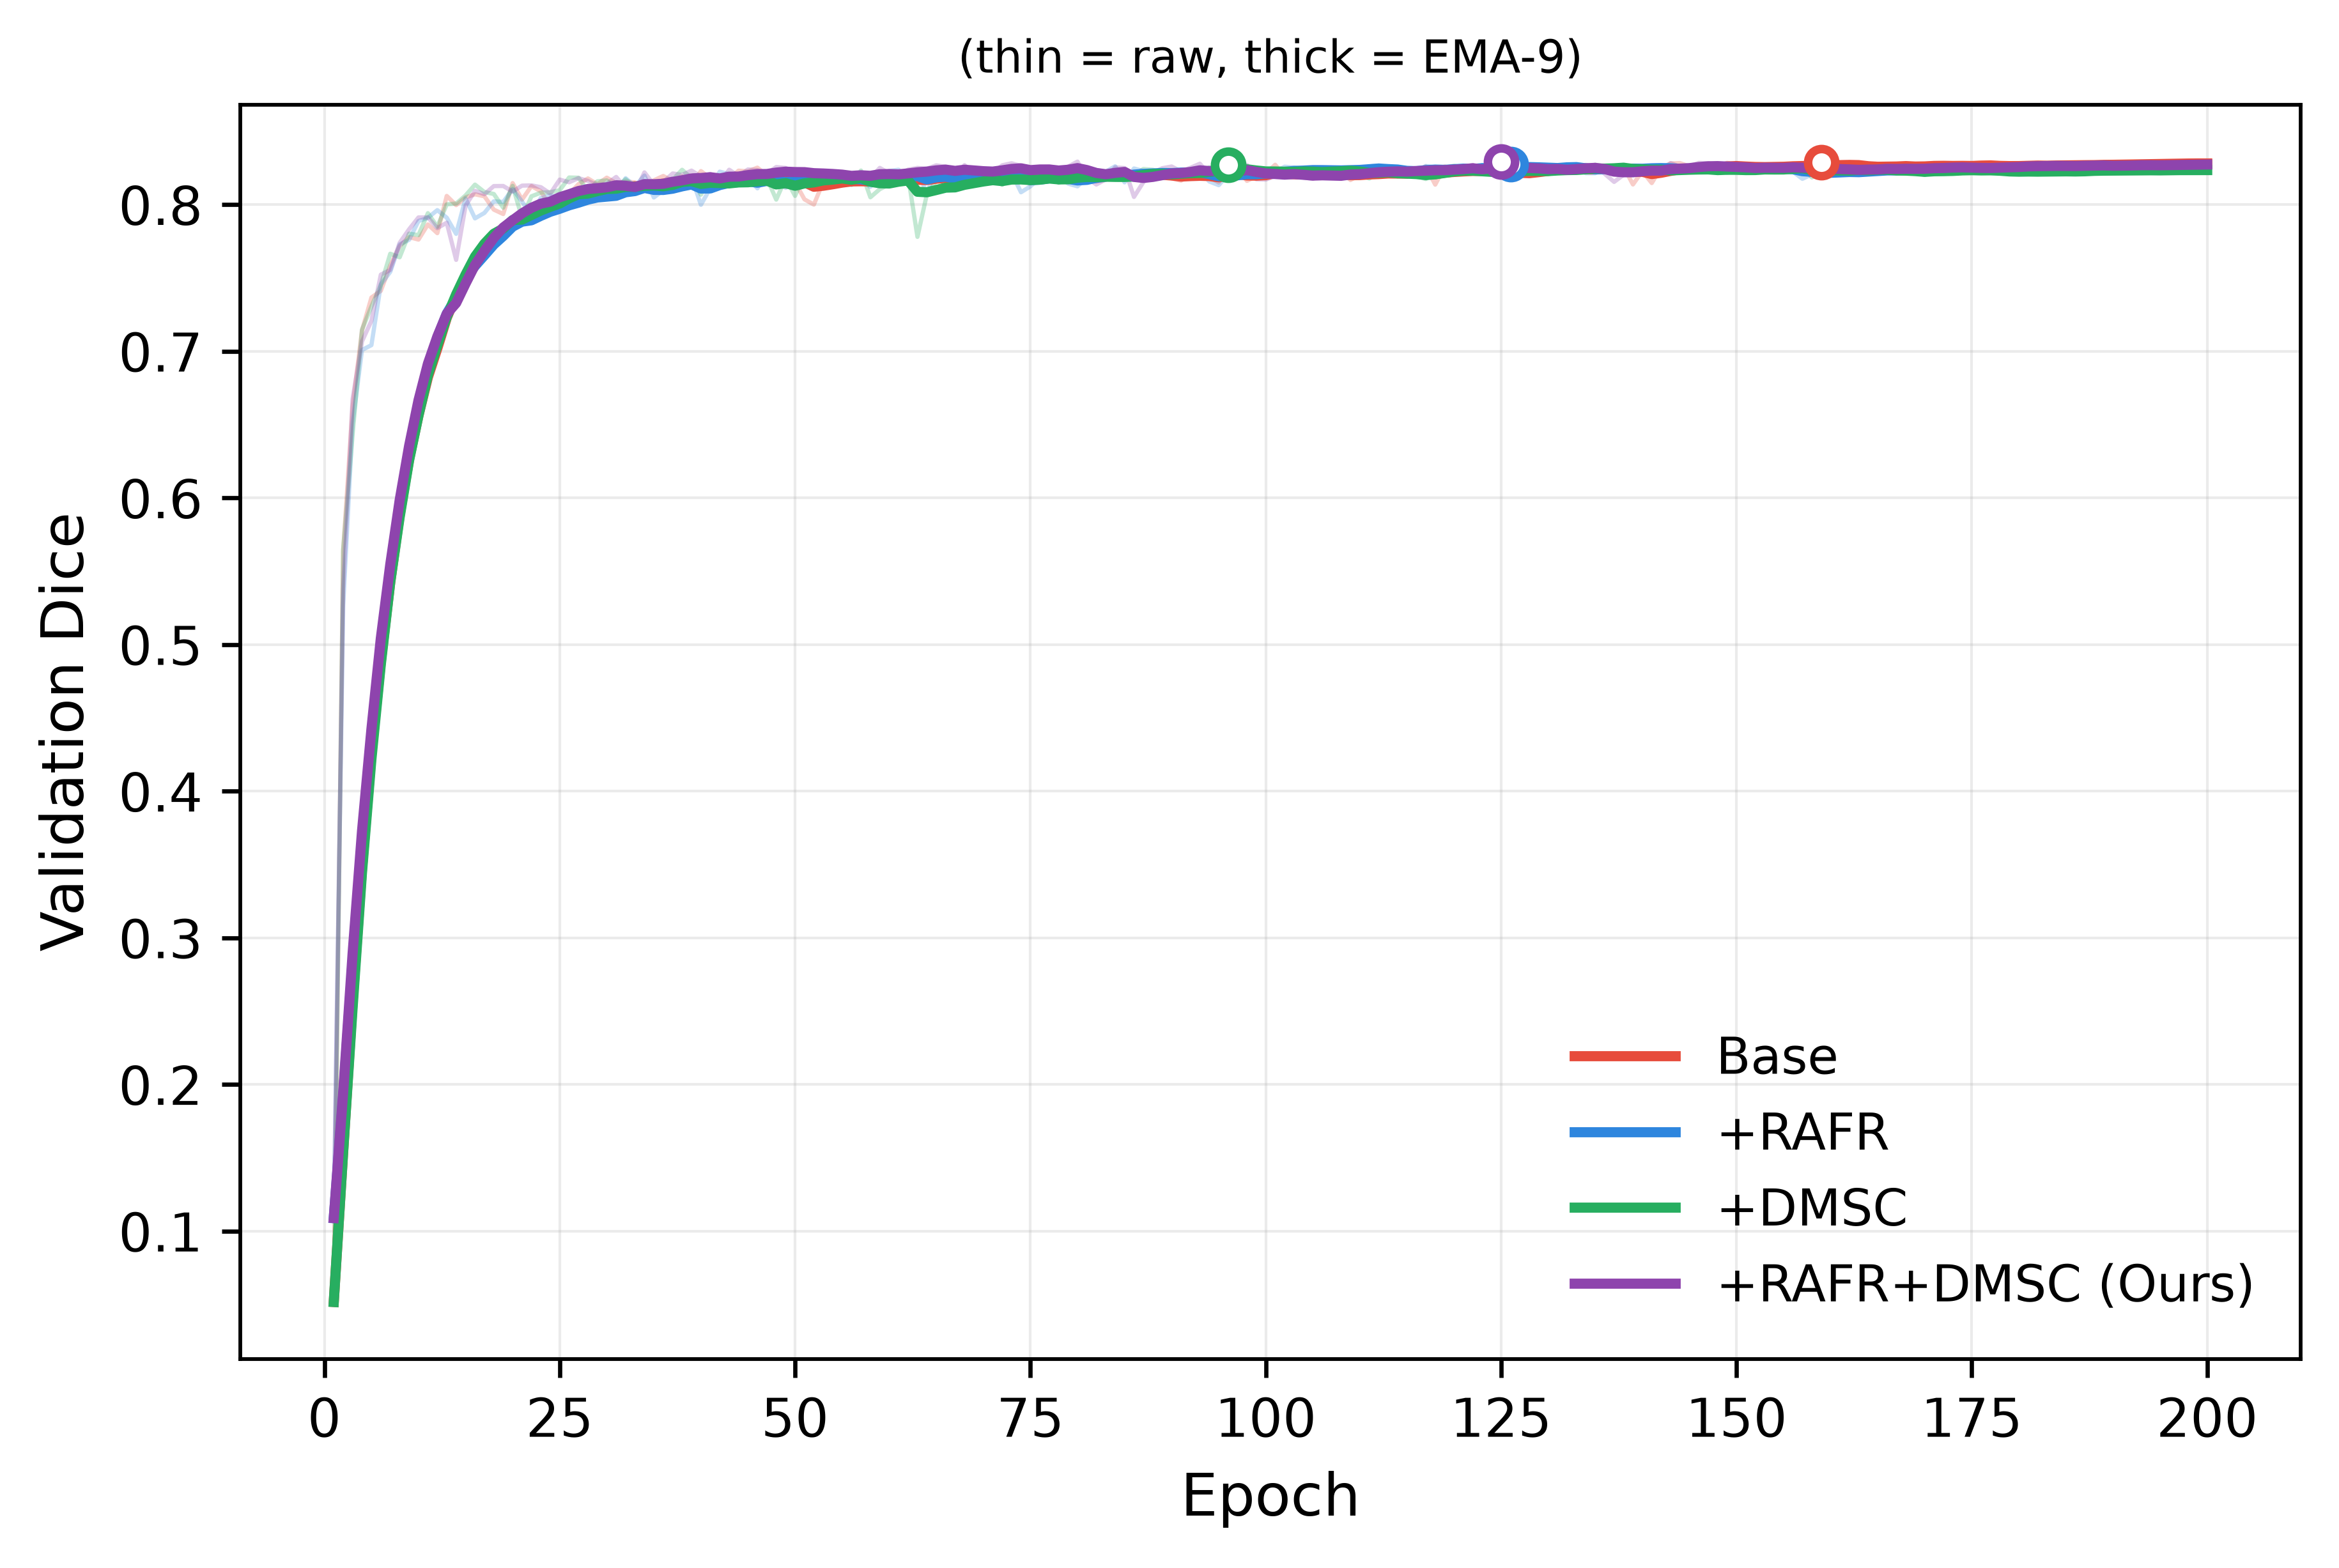 (thin = raw, thick = EMA-9)
Validation Dice
0.8
0.7
0.6
0.5
0.4
0.3
0.2
0.1
Base
+RAFR
+DMSC
+RAFR+DMSC (Ours)
0 25 50 75 100 125 150 175 200
Epoch